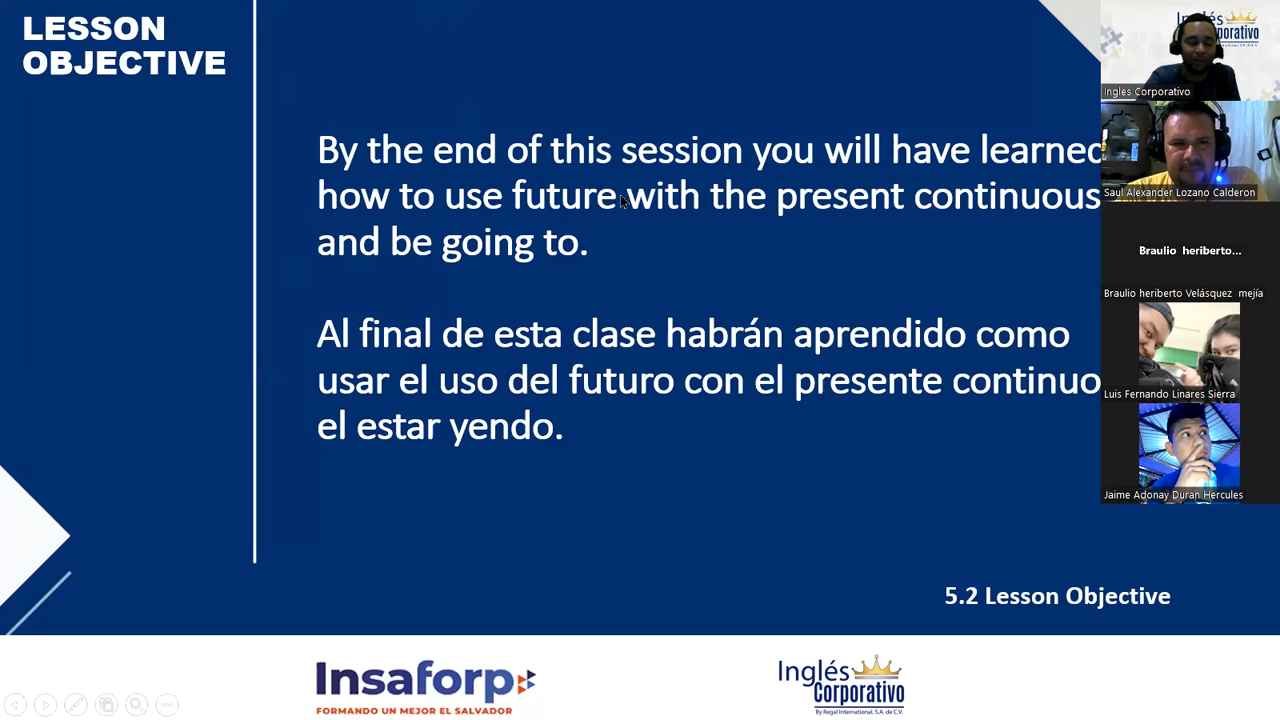 LESSON
OBJECTIVE
By the end of this session you will have learned
how to use future with the present continuous
and be going to.
Al final de esta clase habrán aprendido como
usar el uso del futuro con el presente continuo
el estar yendo.
5.2 Lesson Objective
Insaforp
FORMANDO UN MEJOR EL SALVADOR
Inglés
Corporativo
By Regal International, S.A. de C.V.
Inglés
orporativo
Ingles Corporativo
Saul Alexander Lozano Calderon
Braulio heriberto...
Braulio heriberto Velásquez mejía
Luis Fernando Linares Sierra
Jaime Adonay Duran Hercules